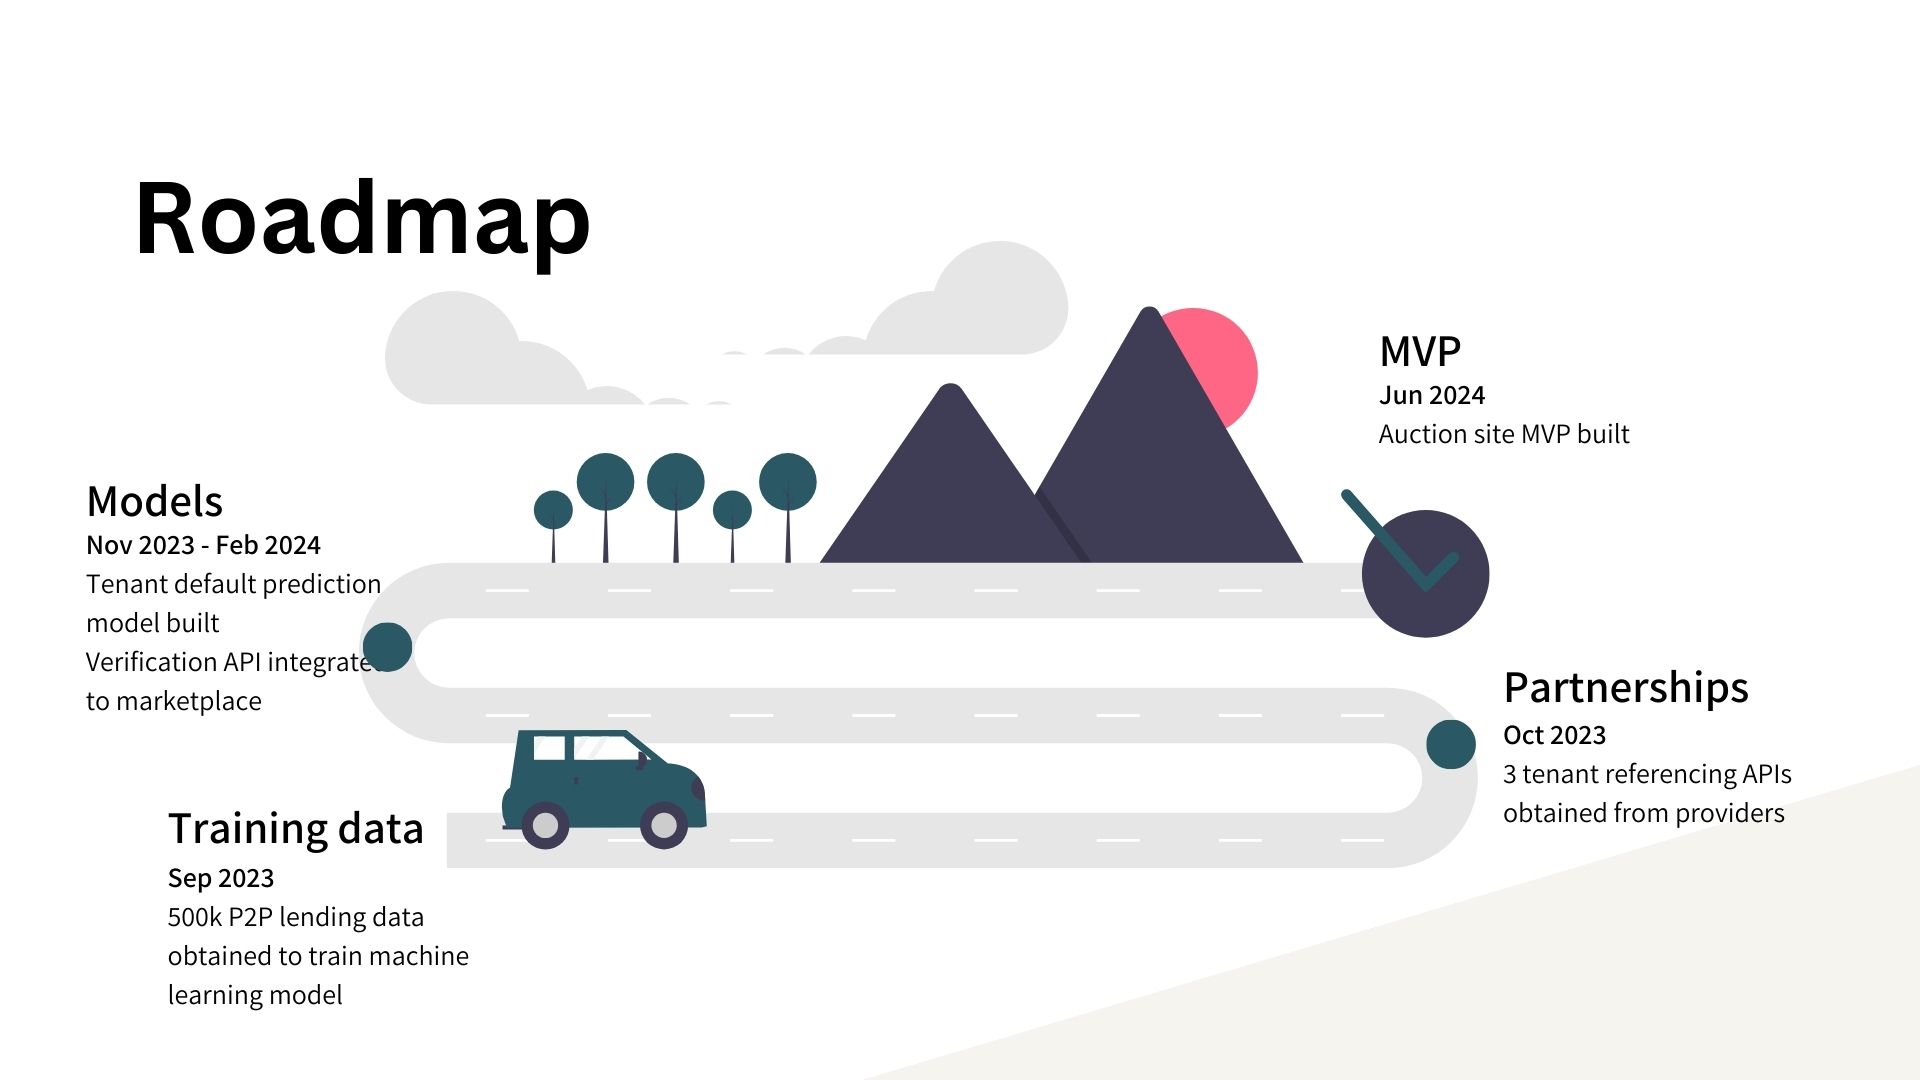 Roadmap
MVP
Jun 2024
Auction site MVP built
Models
Nov 2023 - Feb 2024
Tenant default prediction
model built
Verification API integrated
to marketplace
Partnerships
Oct 2023
3 tenant referencing APIs
obtained from providers
Training data
Sep 2023
500k P2P lending data
obtained to train machine
learning model